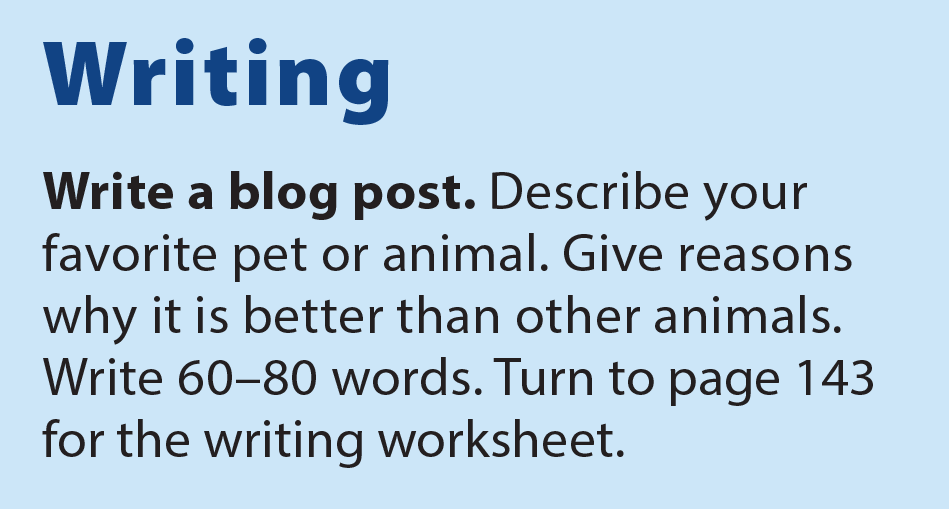 Writing
Write a blog post. Describe your
favorite pet or animal. Give reasons
why it is better than other animals.
Write 60–80 words. Turn to page 143
for the writing worksheet.